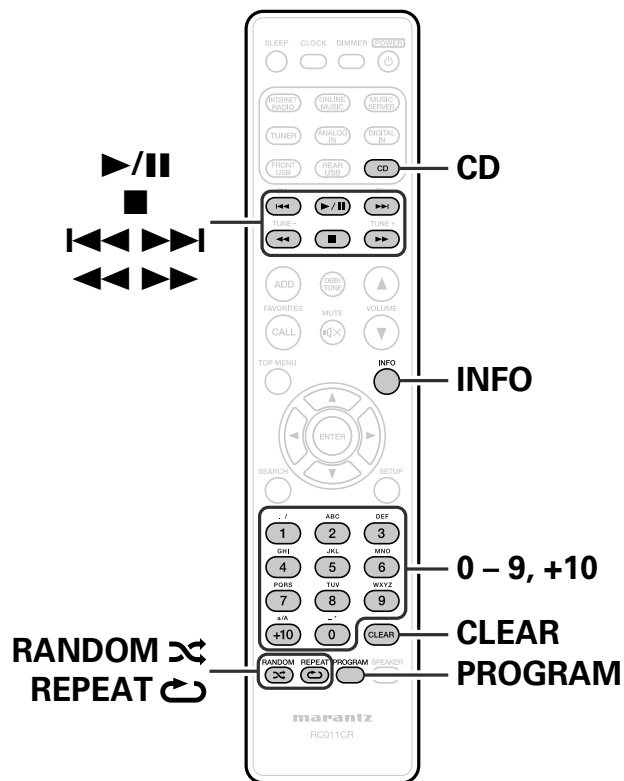 SLEEP CLOCK DIMMER POWER
INTERNET RADIO ONLINE MUSIC MUSIC SERVER
TUNER ANALOG IN DIGITAL IN
FRONT USB REAR USB CD
CD
►/II
■
I◄◄ ►►I
◄◄ ►►
I◄◄ ►/II ►►I
TUNE – TUNE +
◄◄ ■ ►►
ADD DBB/TONE
FAVORITES MUTE VOLUME
CALL
TOP MENU INFO
INFO
ENTER
SEARCH SETUP
. / ABC DEF
1 2 3
GHI JKL MNO
4 5 6
0 – 9, +10
PQRS TUV WXYZ
7 8 9
a/A
+10 0 CLEAR
CLEAR
RANDOM REPEAT PROGRAM SPEAKER
RANDOM
REPEAT
PROGRAM
marantz
RC011CR